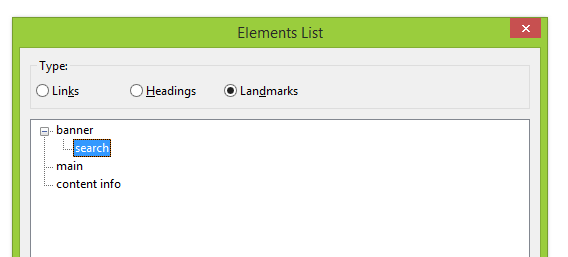 Elements List
Type:
Links Headings Landmarks
banner
search
main
content info